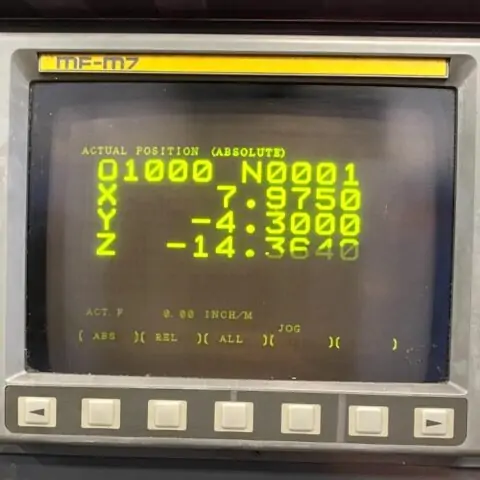 MF-M7
ACTUAL POSITION (ABSOLUTE)
O1000 N0001
X 7.9750
Y -4.3000
Z -14.3640
ACT.F 0.00 INCH/M
JOG
( ABS )( REL )( ALL )( )( )